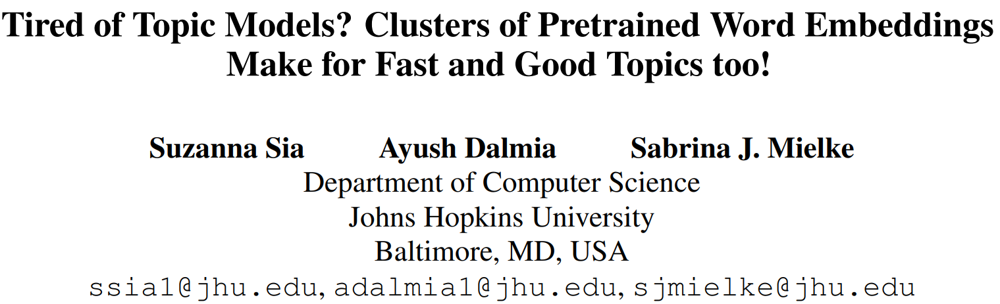 Tired of Topic Models? Clusters of Pretrained Word Embeddings
Make for Fast and Good Topics too!
Suzanna Sia Ayush Dalmia Sabrina J. Mielke
Department of Computer Science
Johns Hopkins University
Baltimore, MD, USA
ssia1@jhu.edu, adalmia1@jhu.edu, sjmielke@jhu.edu